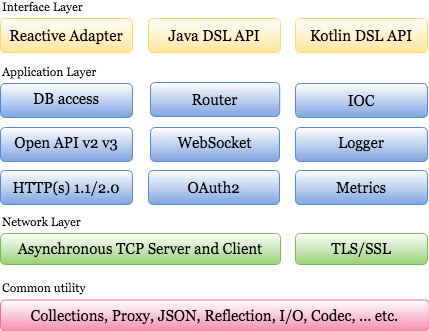 Interface Layer
Reactive Adapter Java DSL API Kotlin DSL API
Application Layer
DB access Router IOC
Open API v2 v3 WebSocket Logger
HTTP(s) 1.1/2.0 OAuth2 Metrics
Network Layer
Asynchronous TCP Server and Client TLS/SSL
Common utility
Collections, Proxy, JSON, Reflection, I/O, Codec, ... etc.